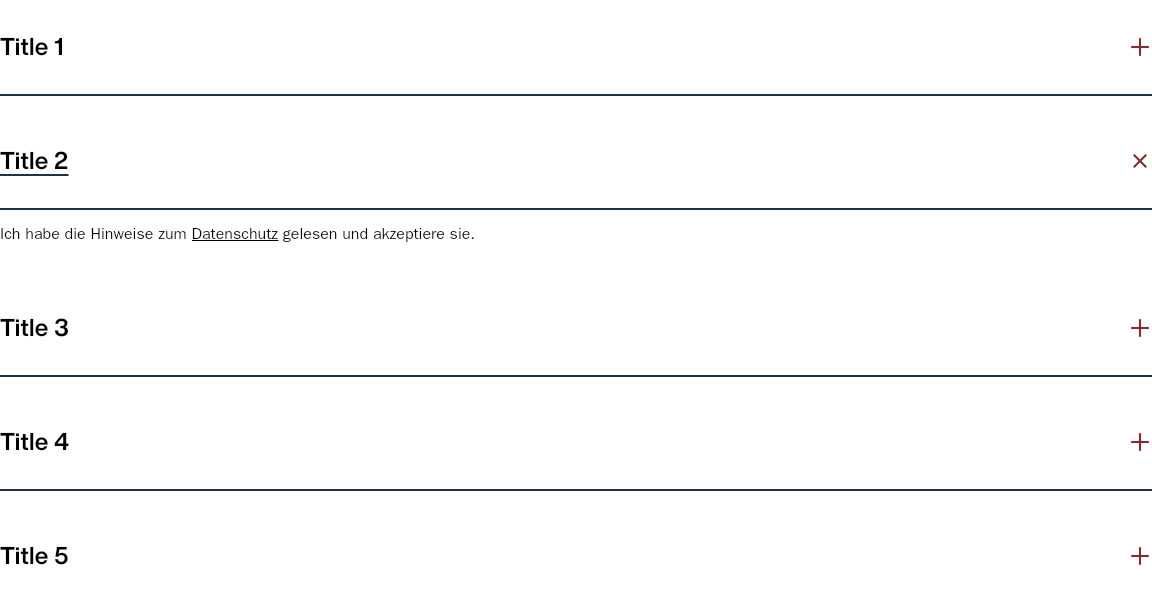 Title 1
Title 2
Ich habe die Hinweise zum Datenschutz gelesen und akzeptiere sie.
Title 3
Title 4
Title 5